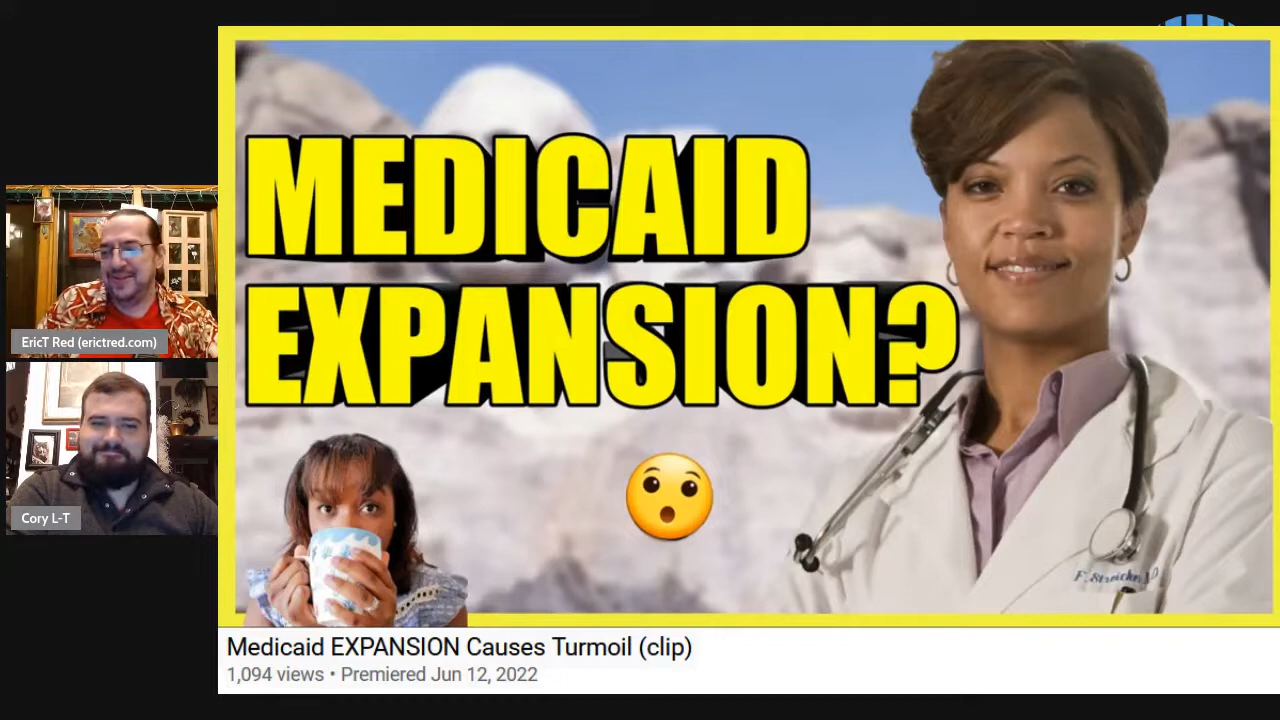 MEDICAID
EXPANSION?
EricT Red (erictred.com)
Cory L-T
Medicaid EXPANSION Causes Turmoil (clip)
1,094 views • Premiered Jun 12, 2022